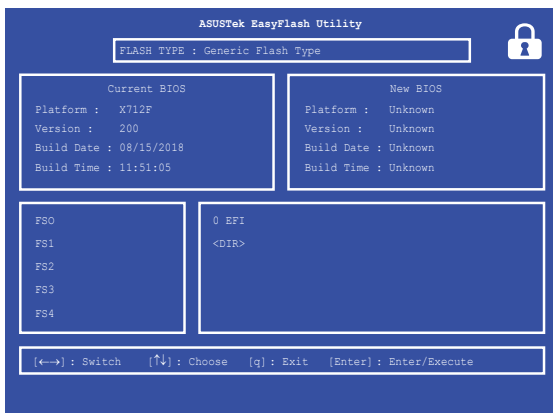 ASUSTek EasyFlash Utility
FLASH TYPE : Generic Flash Type
Current BIOS
Platform : X712F
Version : 200
Build Date : 08/15/2018
Build Time : 11:51:05
New BIOS
Platform : Unknown
Version : Unknown
Build Date : Unknown
Build Time : Unknown
FSO
FS1
FS2
FS3
FS4
0 EFI
<DIR>
[←→] : Switch [↑↓] : Choose [q] : Exit [Enter] : Enter/Execute